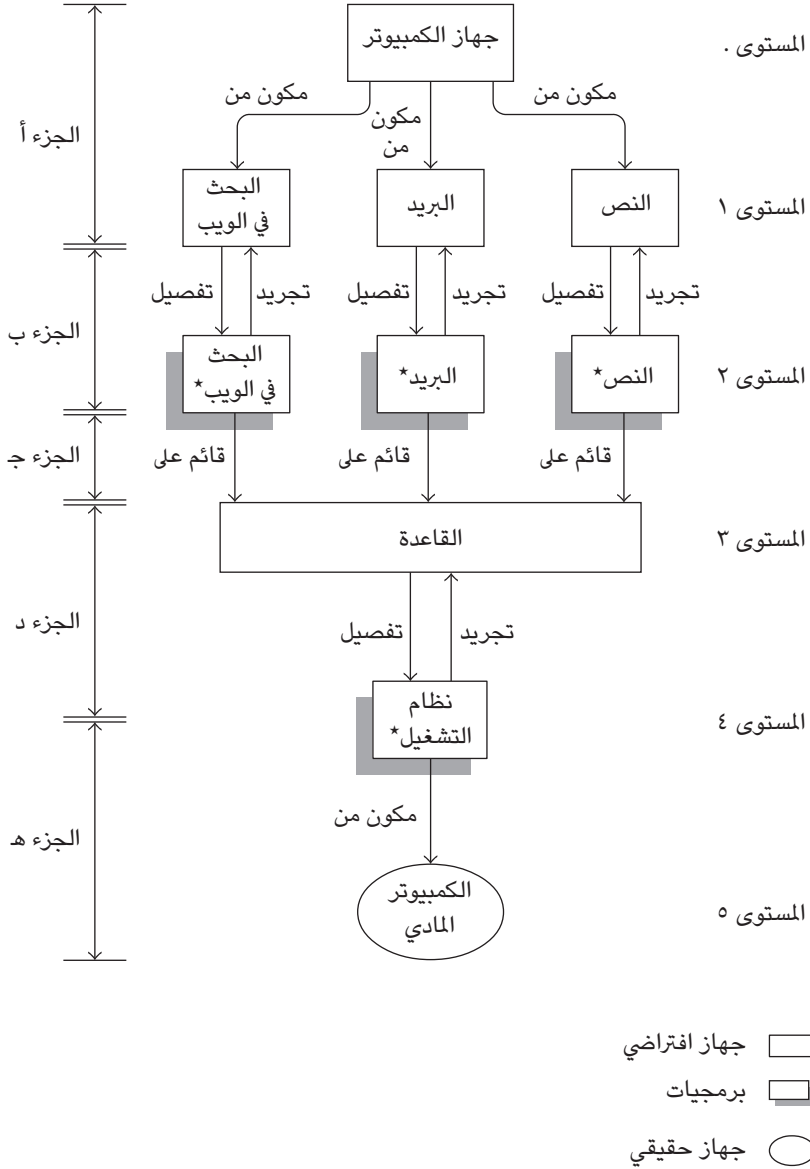 جهاز الكمبيوتر
المستوى ٠
مكون من
مكون
من
مكون من
الجزء أ
النص
البريد
البحث
في الويب
المستوى ١
تجريد
تفصيل
تجريد
تفصيل
تجريد
تفصيل
الجزء ب
النص*
البريد*
البحث
في الويب*
المستوى ٢
قائم على
قائم على
قائم على
الجزء جـ
القاعدة
المستوى ٣
تجريد
تفصيل
الجزء د
نظام
التشغيل*
المستوى ٤
مكون من
الجزء هـ
الكمبيوتر
المادي
المستوى ٥
جهاز افتراضي
برمجيات
جهاز حقيقي